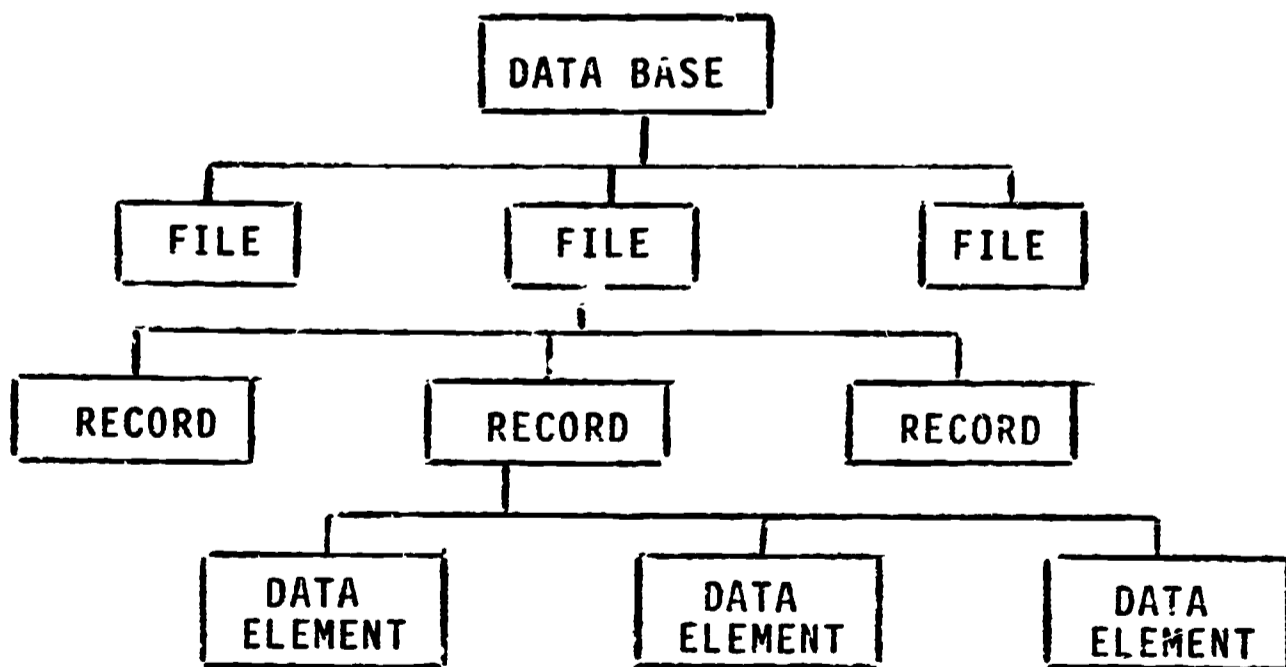 DATA BASE
FILE
FILE
FILE
RECORD
RECORD
RECORD
DATA
ELEMENT
DATA
ELEMENT
DATA
ELEMENT